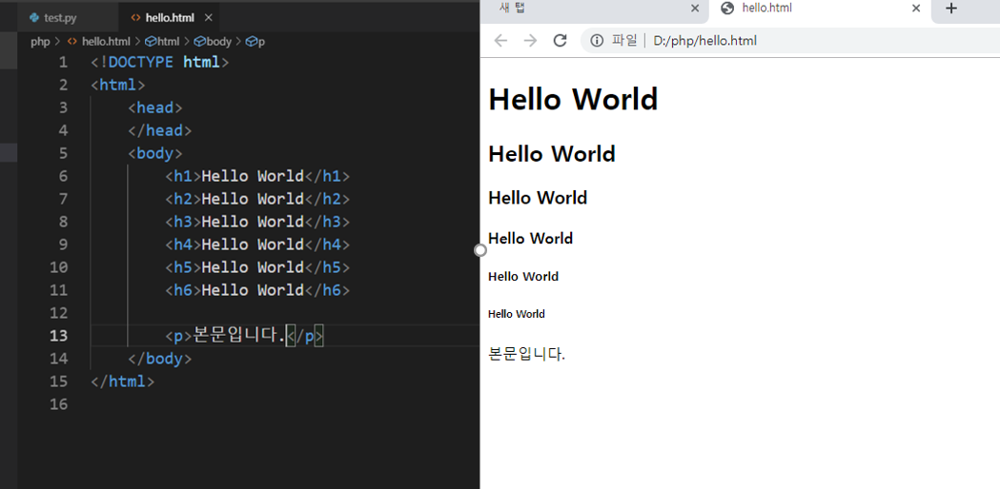 test.py hello.html
php > hello.html > html > body > p
1 <!DOCTYPE html>
2 <html>
3 <head>
4 </head>
5 <body>
6 <h1>Hello World</h1>
7 <h2>Hello World</h2>
8 <h3>Hello World</h3>
9 <h4>Hello World</h4>
10 <h5>Hello World</h5>
11 <h6>Hello World</h6>
12
13 <p>본문입니다.</p>
14 </body>
15 </html>
16
새 탭 hello.html
파일 D:/php/hello.html
Hello World
Hello World
Hello World
Hello World
Hello World
Hello World
본문입니다.